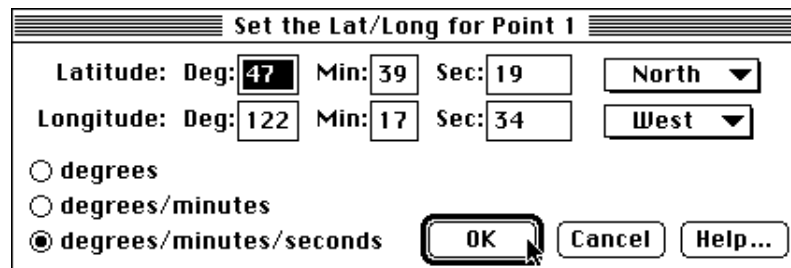 Set the Lat/Long for Point 1
Latitude: Deg: 47 Min: 39 Sec: 19 North
Longitude: Deg: 122 Min: 17 Sec: 34 West
degrees
degrees/minutes
degrees/minutes/seconds OK Cancel Help...